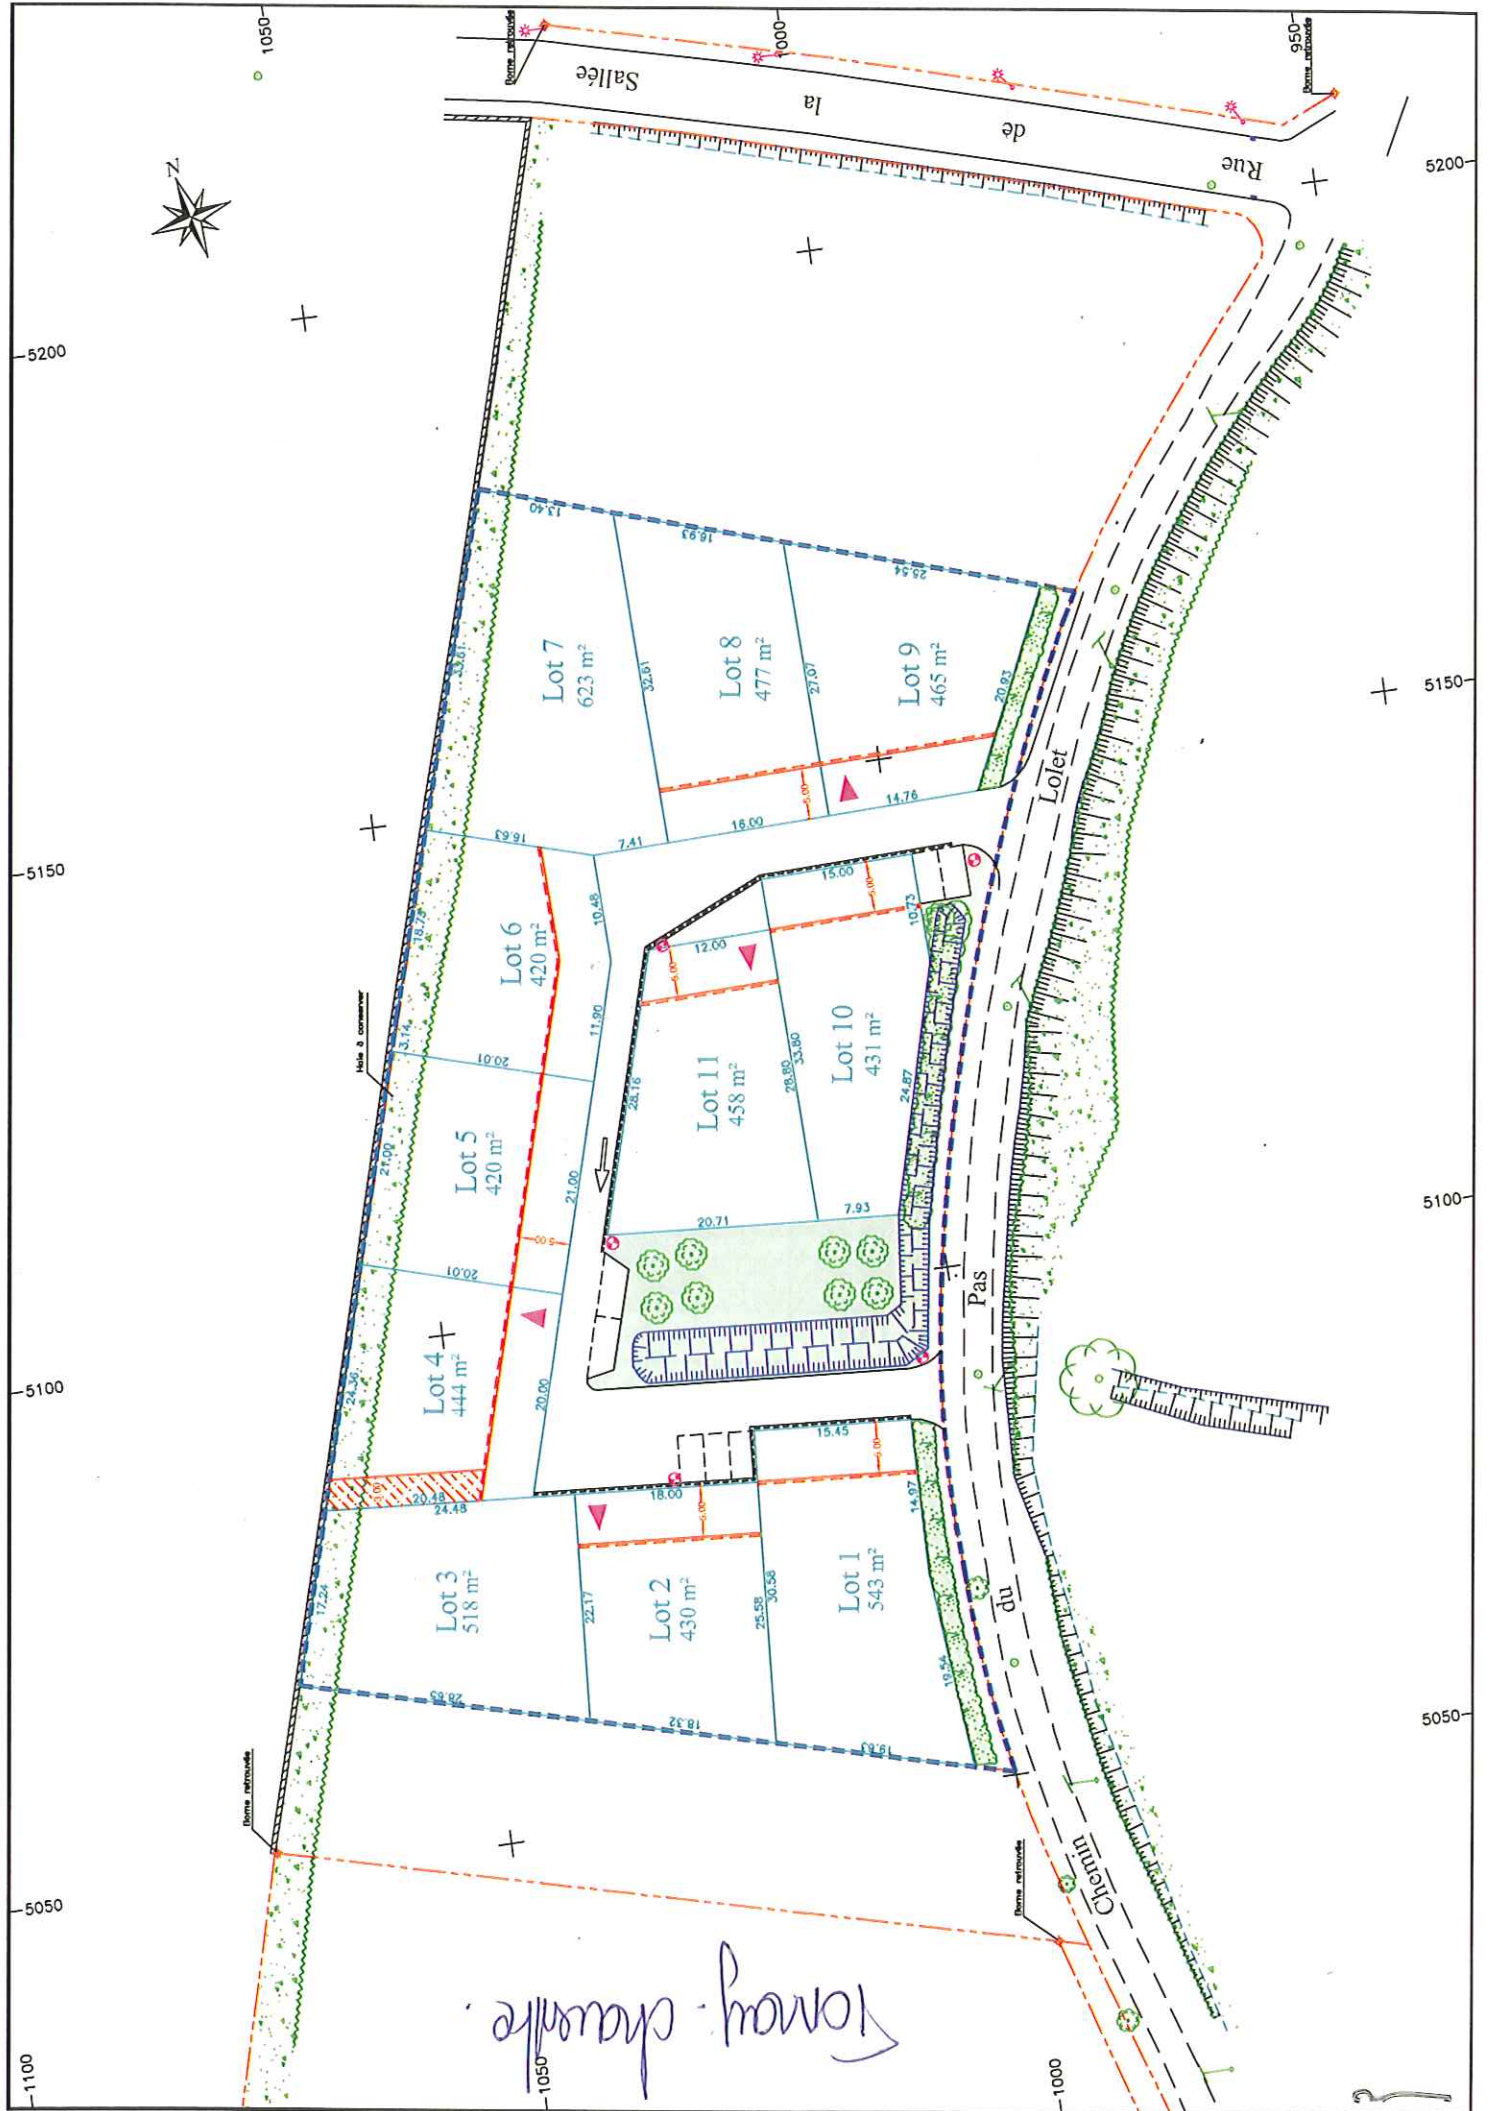 1050
1000
950
Borne retrouvée
Borne retrouvée
Rue de la Sallée
N
5200
5200
13.40
16.93
25.54
33.61
Lot 7
623 m²
32.61
Lot 8
477 m²
27.07
Lot 9
465 m²
20.93
5150
5150
16.63
7.41
16.00
5.00
14.76
Lolet
18.73
Lot 6
420 m²
10.48
12.00
5.00
15.00
5.00
10.73
Haie à conserver
3.14
20.01
11.90
28.16
Lot 11
458 m²
28.80
33.80
Lot 10
431 m²
24.87
21.00
Lot 5
420 m²
21.00
5.00
20.71
7.93
5100
5100
20.01
Pas
24.36
Lot 4
444 m²
20.00
15.45
5.00
20.48
24.48
18.00
5.00
14.97
17.24
Lot 3
518 m²
22.17
Lot 2
430 m²
25.58
30.58
Lot 1
543 m²
19.54
du
28.65
18.32
19.63
5050
5050
Borne retrouvée
Borne retrouvée
Chemin
Tonnay-charente.
1100
1050
1000